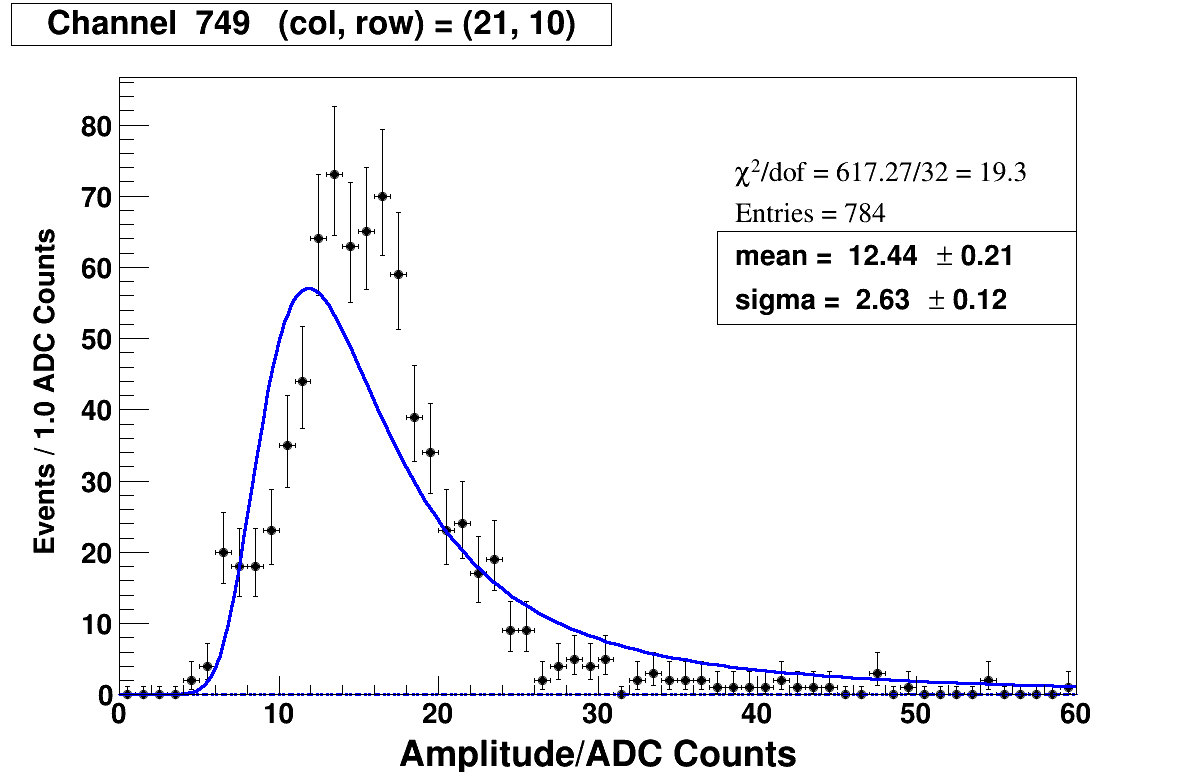 Channel 749 (col, row) = (21, 10)
χ²/dof = 617.27/32 = 19.3
Entries = 784
mean = 12.44 ± 0.21
sigma = 2.63 ± 0.12
Events / 1.0 ADC Counts
80
70
60
50
40
30
20
10
0
0 10 20 30 40 50 60
Amplitude/ADC Counts